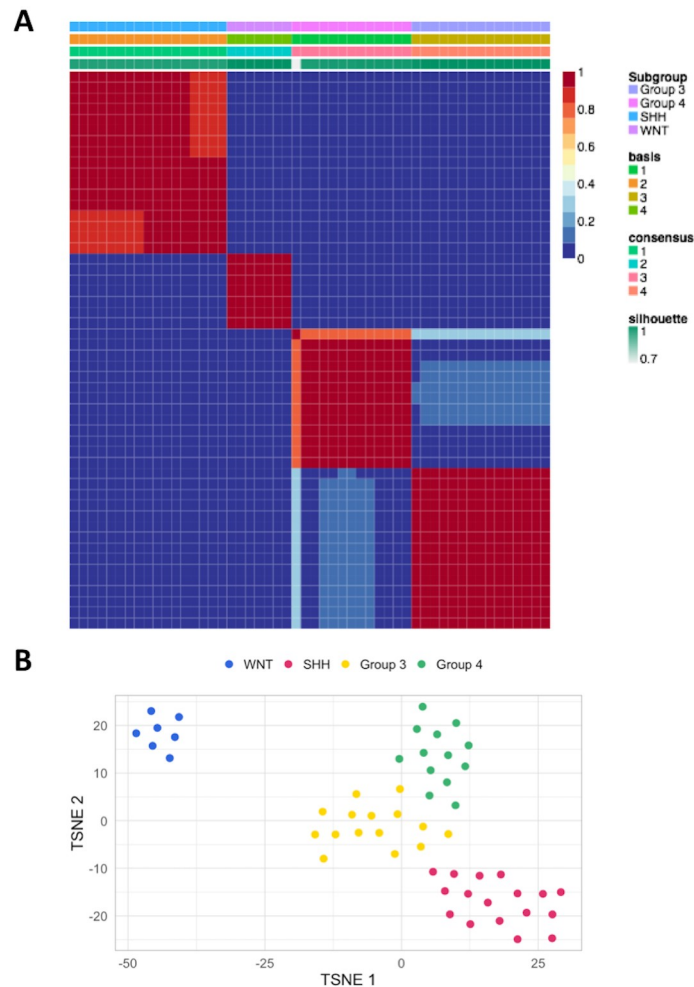 A
1
0.8
0.6
0.4
0.2
0
Subgroup
Group 3
Group 4
SHH
WNT
basis
1
2
3
4
consensus
1
2
3
4
silhouette
1
0.7
B
WNT SHH Group 3 Group 4
20
10
0
-10
-20
TSNE 2
-50 -25 0 25
TSNE 1